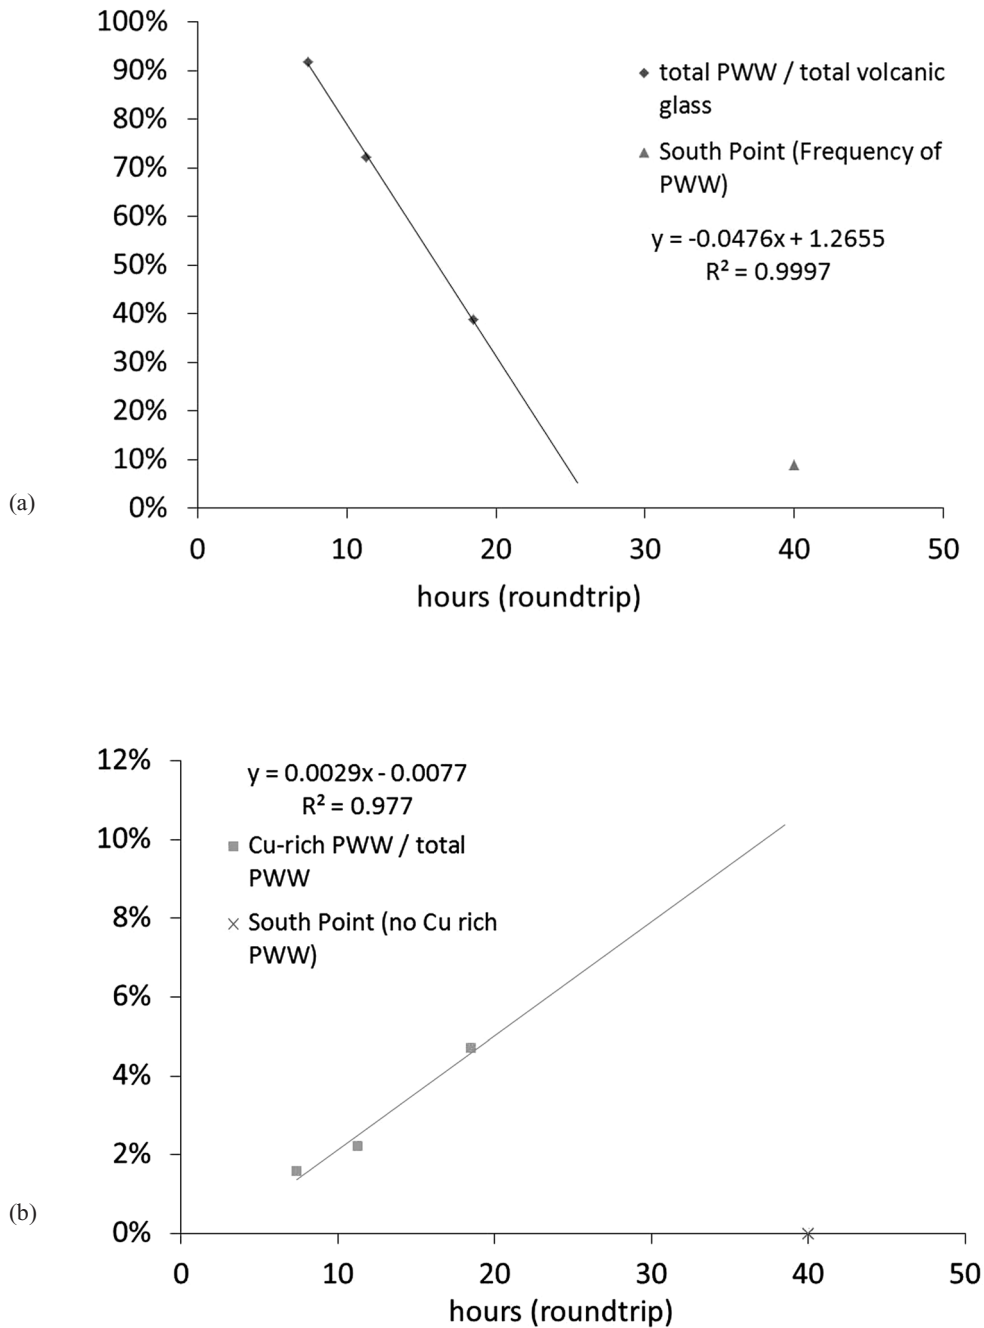 100%
90%
80%
70%
60%
50%
40%
30%
20%
10%
0%
0 10 20 30 40 50
hours (roundtrip)
total PWW / total volcanic
glass
South Point (Frequency of
PWW)
y = -0.0476x + 1.2655
R² = 0.9997
(a)
12%
10%
8%
6%
4%
2%
0%
0 10 20 30 40 50
hours (roundtrip)
y = 0.0029x - 0.0077
R² = 0.977
Cu-rich PWW / total
PWW
South Point (no Cu rich
PWW)
(b)